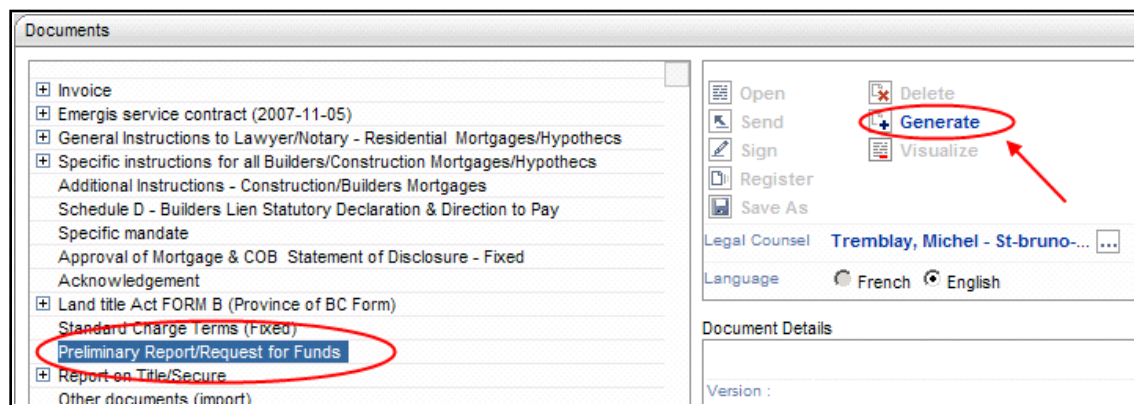 Documents
Invoice
Emergis service contract (2007-11-05)
General Instructions to Lawyer/Notary - Residential Mortgages/Hypothecs
Specific instructions for all Builders/Construction Mortgages/Hypothecs
Additional Instructions - Construction/Builders Mortgages
Schedule D - Builders Lien Statutory Declaration & Direction to Pay
Specific mandate
Approval of Mortgage & COB Statement of Disclosure - Fixed
Acknowledgement
Land title Act FORM B (Province of BC Form)
Standard Charge Terms (Fixed)
Preliminary Report/Request for Funds
Report on Title/Secure
Other documents (import)
Open Delete
Send Generate
Sign Visualize
Register
Save As
Legal Counsel Tremblay, Michel - St-bruno-... ...
Language French English
Document Details
Version :